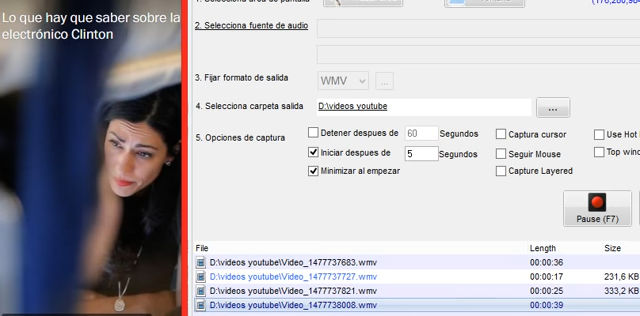 Lo que hay que saber sobre la
electrónico Clinton
2. Selecciona fuente de audio
3. Fijar formato de salida
WMV
...
4. Selecciona carpeta salida
D:\videos youtube
...
5. Opciones de captura
Detener despues de
60
Segundos
Captura cursor
Use Hot
Iniciar despues de
5
Segundos
Seguir Mouse
Top wind
Minimizar al empezar
Capture Layered
Pause (F7)
File
Length
Size
D:\videos youtube\Video_1477737683.wmv
00:00:36
D:\videos youtube\Video_1477737727.wmv
00:00:17
231,6 KB
D:\videos youtube\Video_1477737821.wmv
00:00:25
333,2 KB
D:\videos youtube\Video_1477738008.wmv
00:00:39